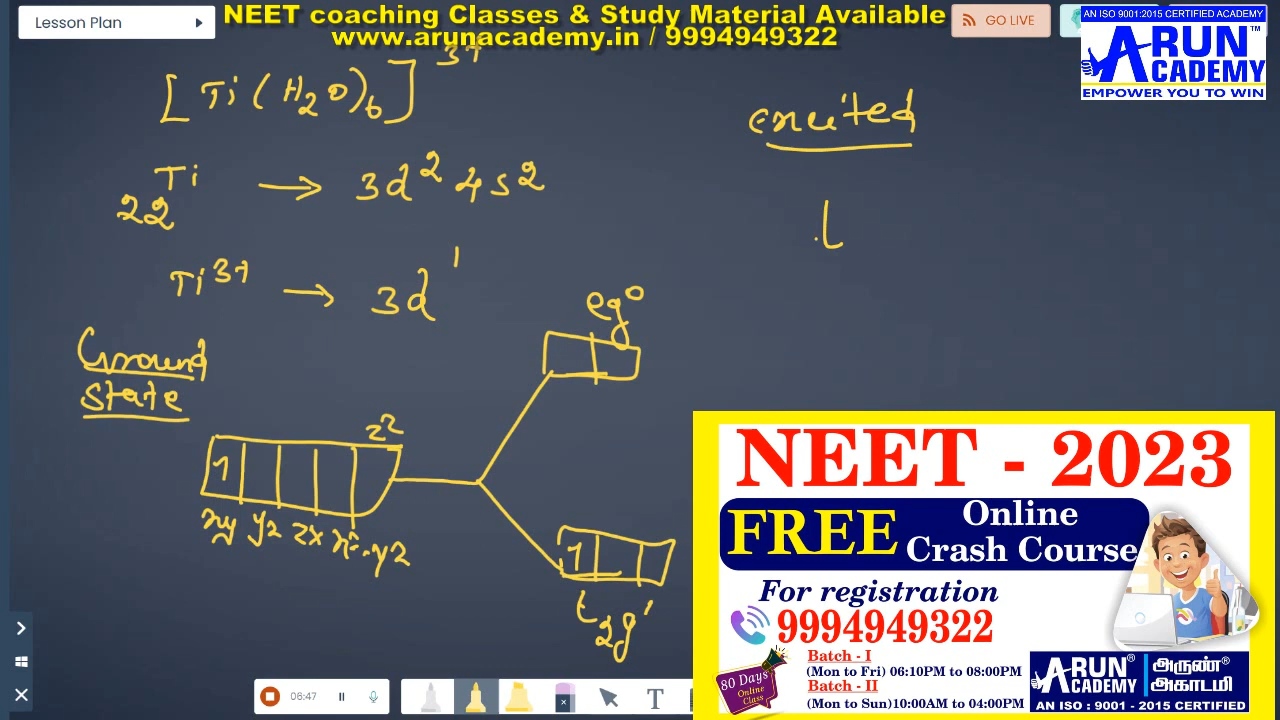 Lesson Plan
NEET coaching Classes & Study Material Available
www.arunacademy.in / 9994949322
GO LIVE
AN ISO 9001:2015 CERTIFIED ACADEMY
ARUN ACADEMY™
EMPOWER YOU TO WIN
[Ti(H2O)6]3+
excited
22Ti → 3d2 4s2
Ti3+ → 3d1
eg0
Ground
State
z2
1
xy yz zx x2-y2
1
t2g1
NEET - 2023
FREE Online
Crash Course
For registration
9994949322
Batch - I
(Mon to Fri) 06:10PM to 08:00PM
Batch - II
(Mon to Sun)10:00AM to 04:00PM
80 Days
Online
Class
ARUN ACADEMY®
அருண்®
அகாடமி
AN ISO : 9001 - 2015 CERTIFIED
06:47
T